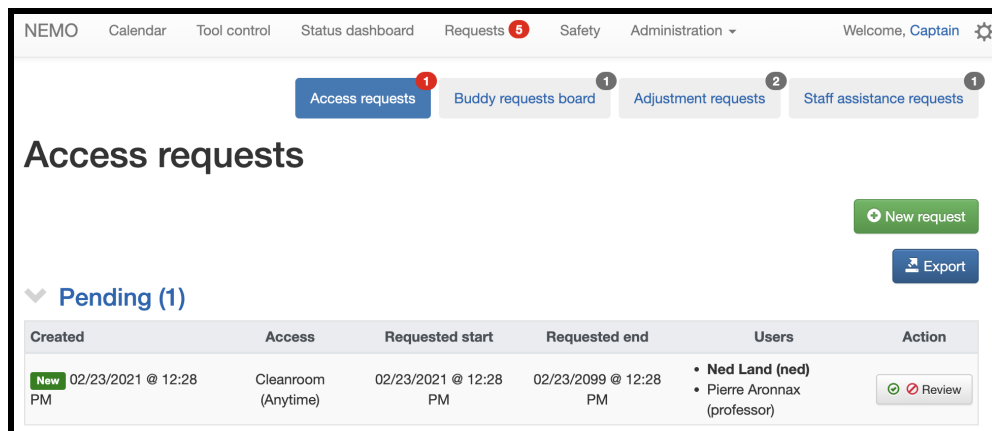 NEMO Calendar Tool control Status dashboard Requests 5 Safety Administration Welcome, Captain
1 1 2 1
Access requests Buddy requests board Adjustment requests Staff assistance requests
Access requests
New request
Export
Pending (1)
Created Access Requested start Requested end Users Action
New 02/23/2021 @ 12:28 PM
Cleanroom (Anytime)
02/23/2021 @ 12:28 PM
02/23/2099 @ 12:28 PM
• Ned Land (ned)
• Pierre Aronnax (professor)
Review